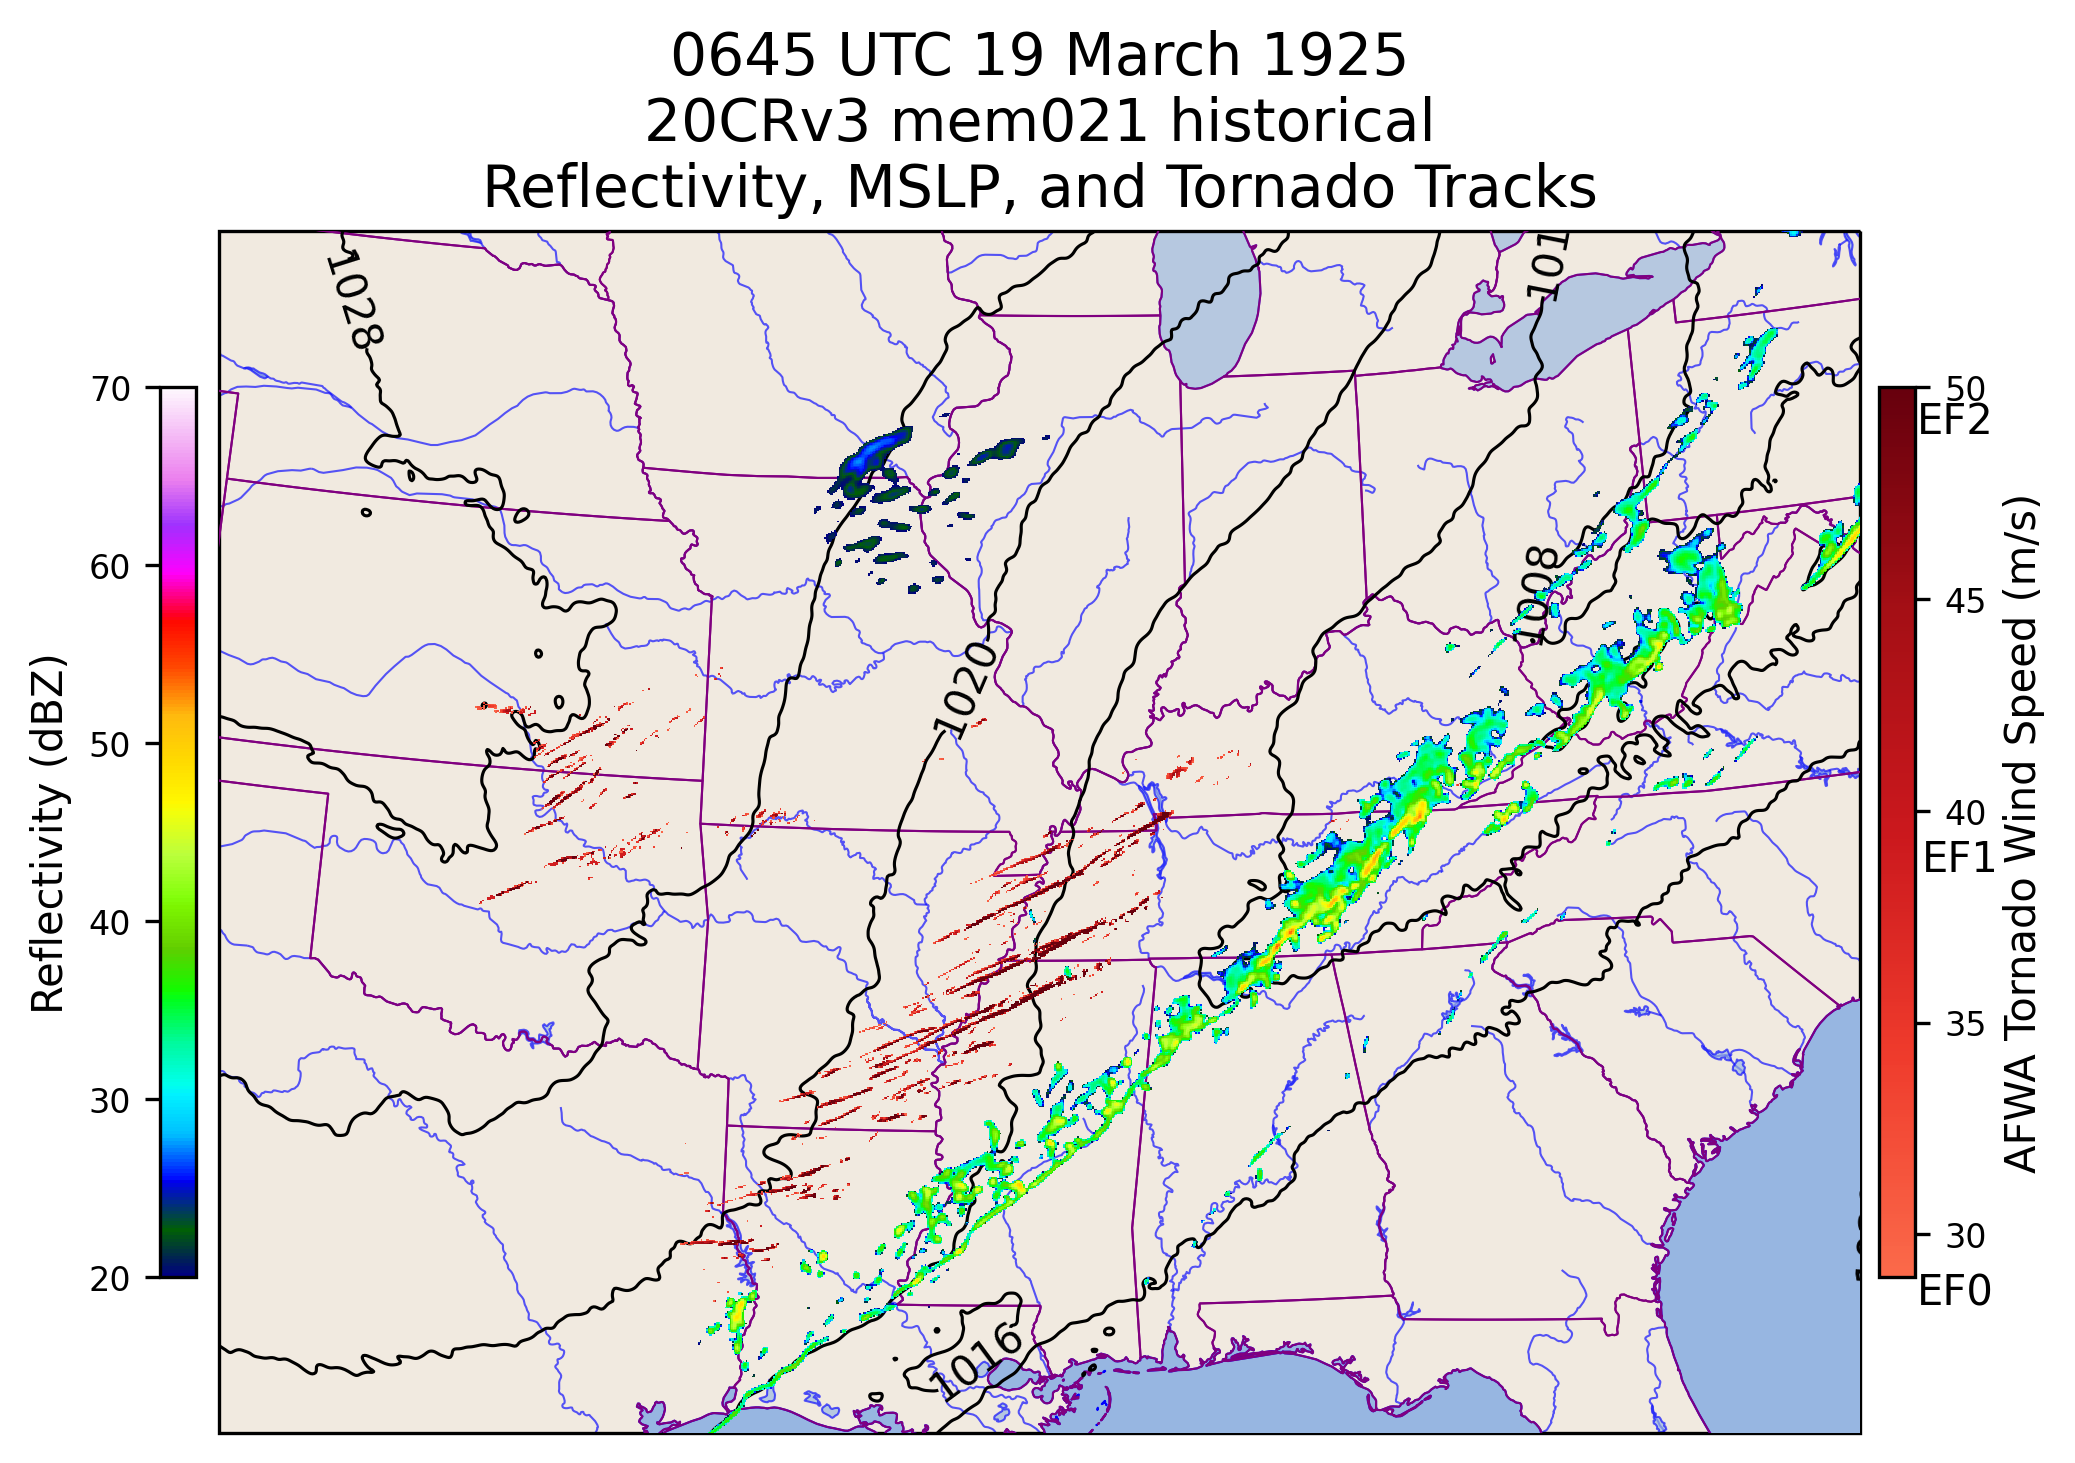 0645 UTC 19 March 1925
20CRv3 mem021 historical
Reflectivity, MSLP, and Tornado Tracks
1028
101
1008
1020
1016
70
60
50
40
30
20
Reflectivity (dBZ)
50
EF2
45
40
EF1
35
30
EF0
AFWA Tornado Wind Speed (m/s)